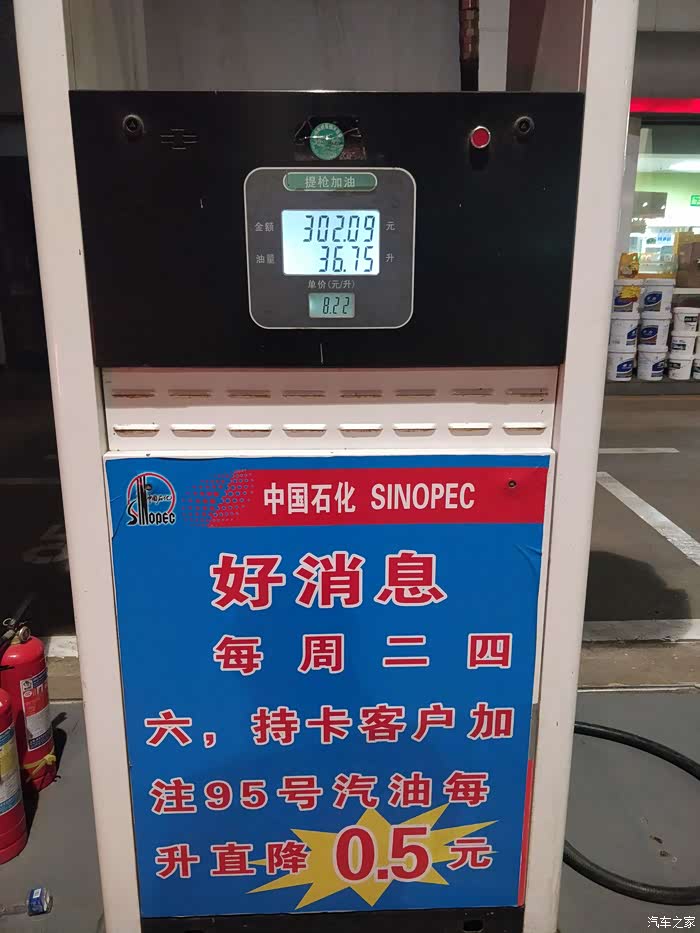 提枪加油
金额 302.09 元
油量 36.75 升
单价(元/升)
8.22
SINOPEC
中国石化 SINOPEC
好消息
每周二四
六，持卡客户加
注95号汽油每
升直降0.5元
汽车之家